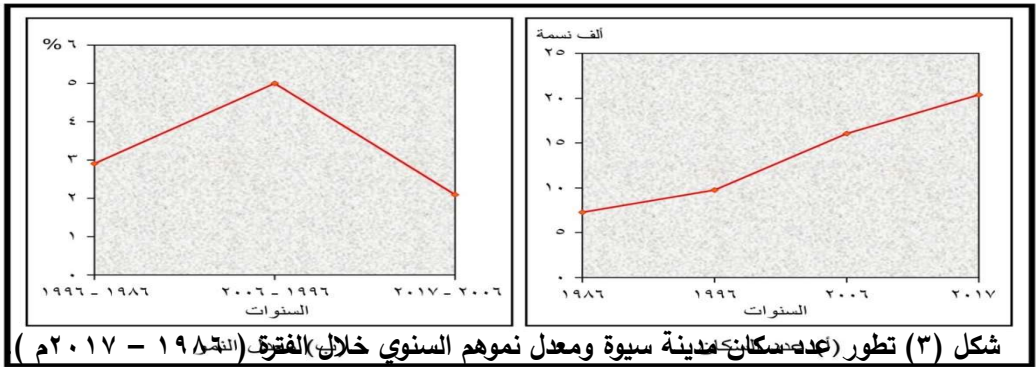 ألف نسمة
٢٥
٢٠
١٥
١٠
٥
٠
١٩٨٦ ١٩٩٦ ٢٠٠٦ ٢٠١٧
السنوات
% ٦
٥
٤
٣
٢
١
٠
١٩٨٦ – ١٩٩٦ ١٩٩٦ – ٢٠٠٦ ٢٠٠٦ – ٢٠١٧
السنوات
شكل (٣) تطور عدد سكان مدينة سيوة ومعدل نموهم السنوي خلال الفترة ( ١٩٨٦ – ٢٠١٧م )